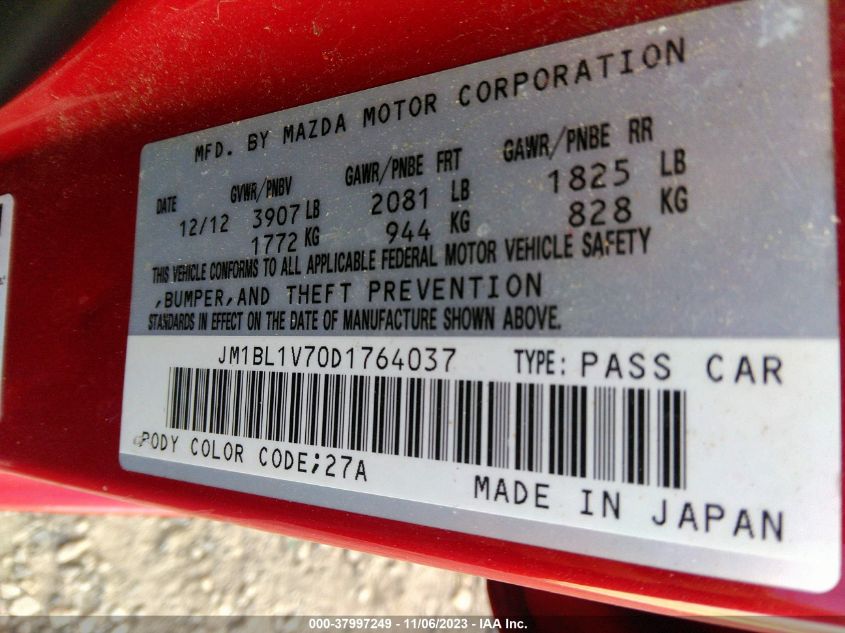 MFD. BY MAZDA MOTOR CORPORATION
DATE GVWR/PNBV GAWR/PNBE FRT GAWR/PNBE RR
12/12 3907 LB 2081 LB 1825 LB
1772 KG 944 KG 828 KG
THIS VEHICLE CONFORMS TO ALL APPLICABLE FEDERAL MOTOR VEHICLE SAFETY
,BUMPER,AND THEFT PREVENTION
STANDARDS IN EFFECT ON THE DATE OF MANUFACTURE SHOWN ABOVE.
JM1BL1V70D1764037 TYPE: PASS CAR
BODY COLOR CODE;27A
MADE IN JAPAN
000-37997249 - 11/06/2023 - IAA Inc.